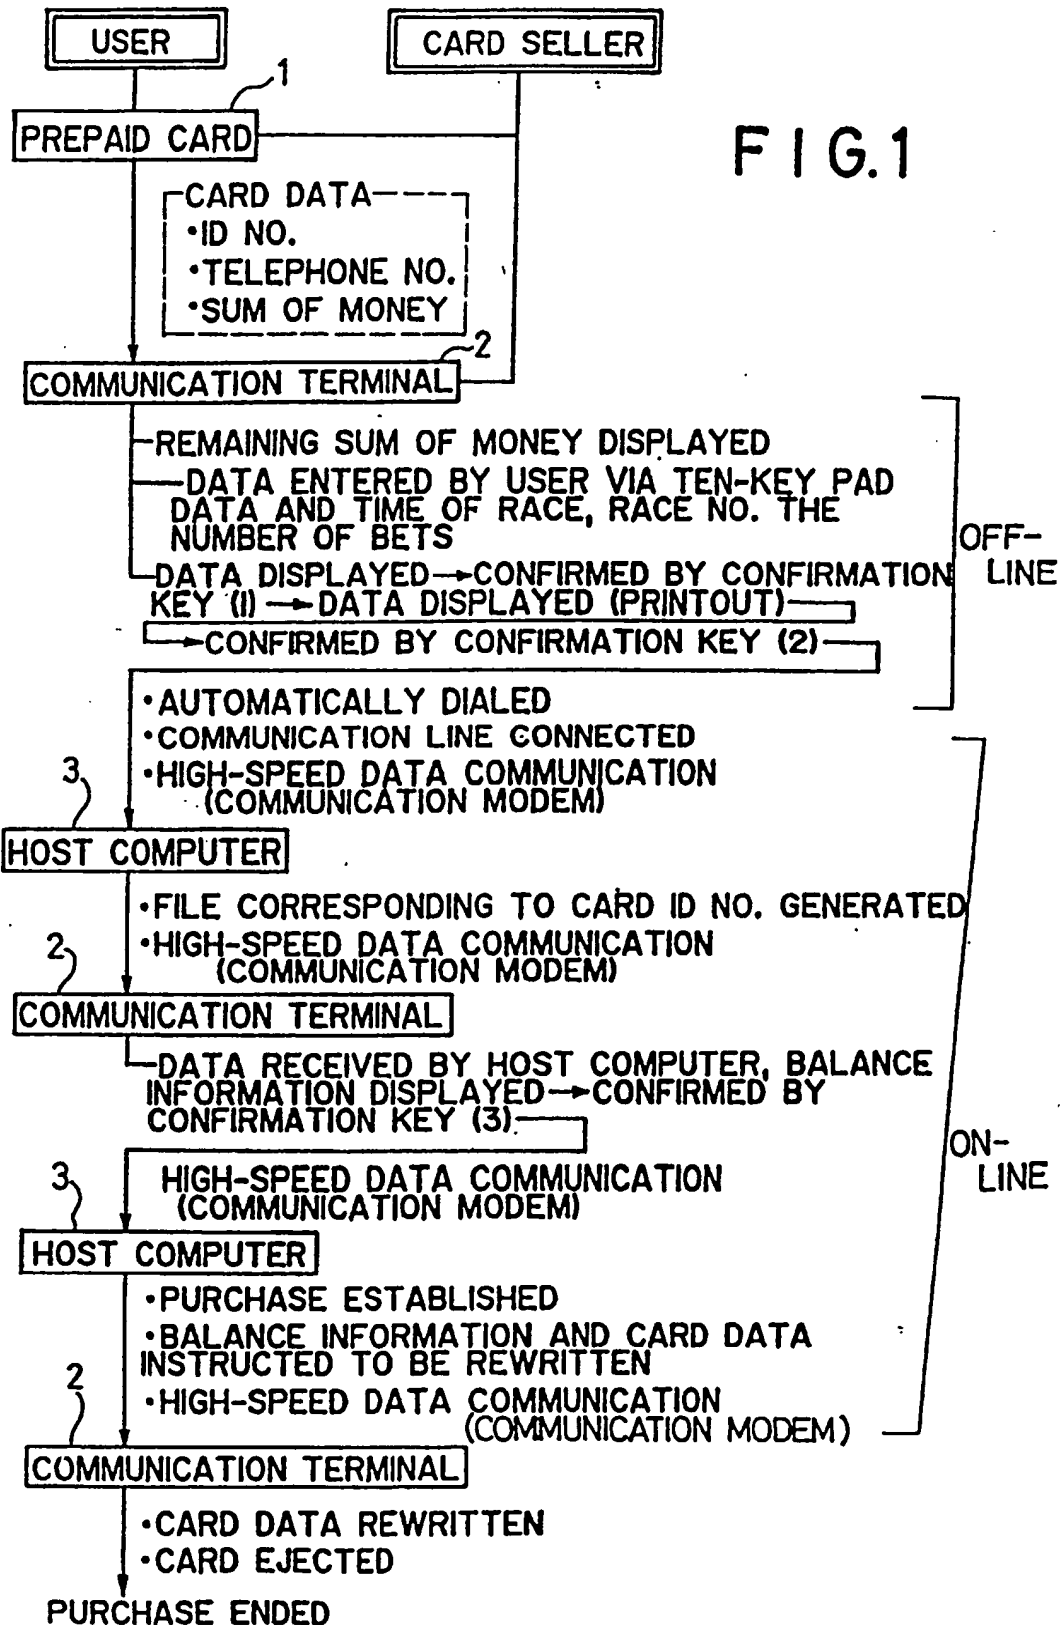 USER
CARD SELLER
1
PREPAID CARD
FIG.1
CARD DATA
•ID NO.
•TELEPHONE NO.
•SUM OF MONEY
2
COMMUNICATION TERMINAL
REMAINING SUM OF MONEY DISPLAYED
DATA ENTERED BY USER VIA TEN-KEY PAD
DATA AND TIME OF RACE, RACE NO. THE
NUMBER OF BETS
OFF-
LINE
DATA DISPLAYED→CONFIRMED BY CONFIRMATION
KEY (1)→DATA DISPLAYED (PRINTOUT)
→CONFIRMED BY CONFIRMATION KEY (2)
•AUTOMATICALLY DIALED
•COMMUNICATION LINE CONNECTED
•HIGH-SPEED DATA COMMUNICATION
(COMMUNICATION MODEM)
3
HOST COMPUTER
•FILE CORRESPONDING TO CARD ID NO. GENERATED
•HIGH-SPEED DATA COMMUNICATION
(COMMUNICATION MODEM)
2
COMMUNICATION TERMINAL
DATA RECEIVED BY HOST COMPUTER, BALANCE
INFORMATION DISPLAYED→CONFIRMED BY
CONFIRMATION KEY (3)
ON-
LINE
HIGH-SPEED DATA COMMUNICATION
(COMMUNICATION MODEM)
3
HOST COMPUTER
•PURCHASE ESTABLISHED
•BALANCE INFORMATION AND CARD DATA
INSTRUCTED TO BE REWRITTEN
•HIGH-SPEED DATA COMMUNICATION
(COMMUNICATION MODEM)
2
COMMUNICATION TERMINAL
•CARD DATA REWRITTEN
•CARD EJECTED
PURCHASE ENDED